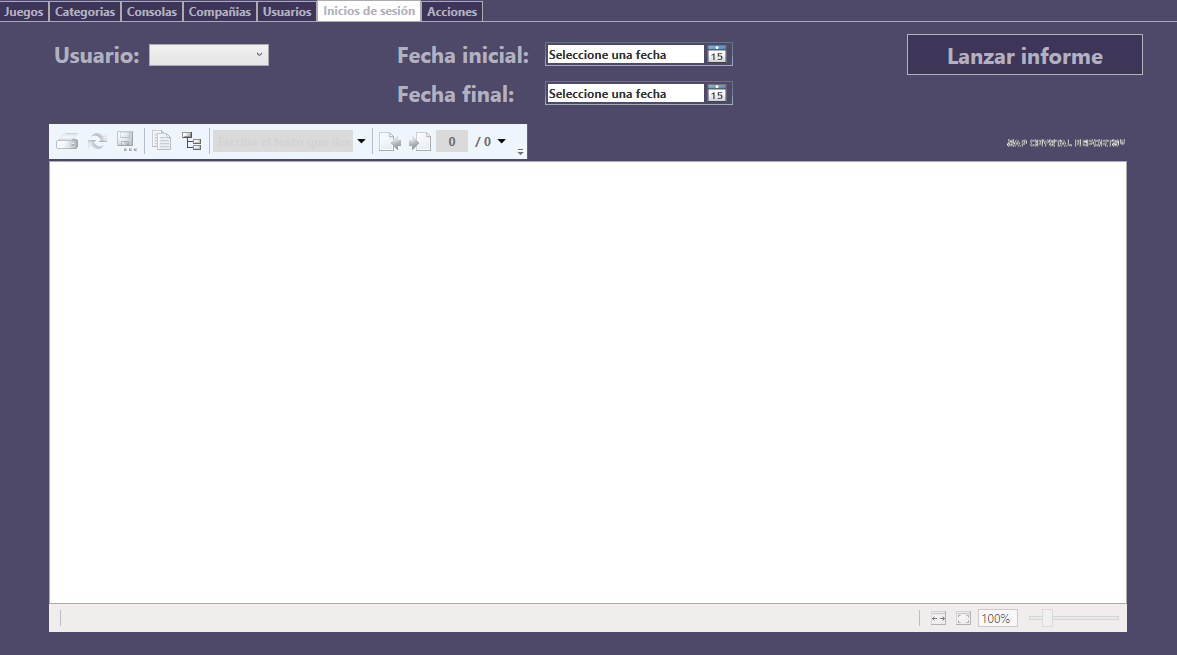 Juegos Categorias Consolas Compañias Usuarios Inicios de sesión Acciones
Usuario: Fecha inicial: Seleccione una fecha 15 Lanzar informe
Fecha final: Seleccione una fecha 15
Escriba el texto que des 0 / 0 SAP CRYSTAL REPORTS®
100%